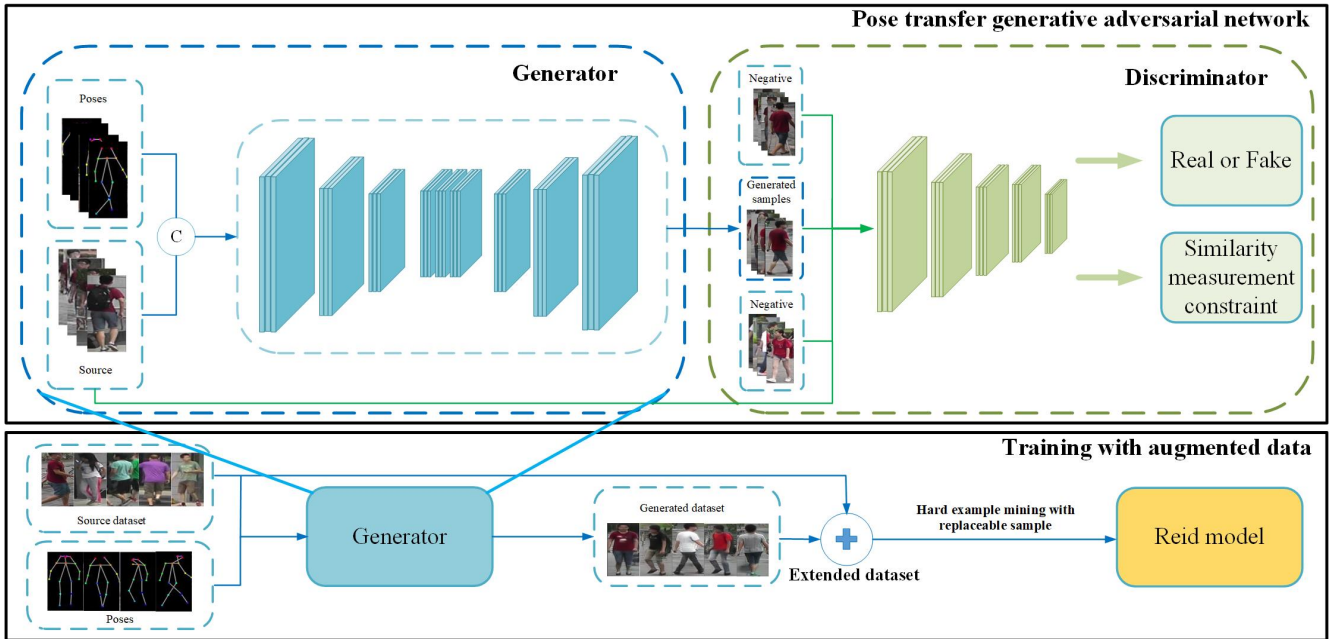 Pose transfer generative adversarial network
Generator
Poses
C
Source
Negative
Generated
samples
Negative
Discriminator
Real or Fake
Similarity
measurement
constraint
Training with augmented data
Source dataset
Poses
Generator
Generated dataset
Extended dataset
Hard example mining with
replaceable sample
Reid model